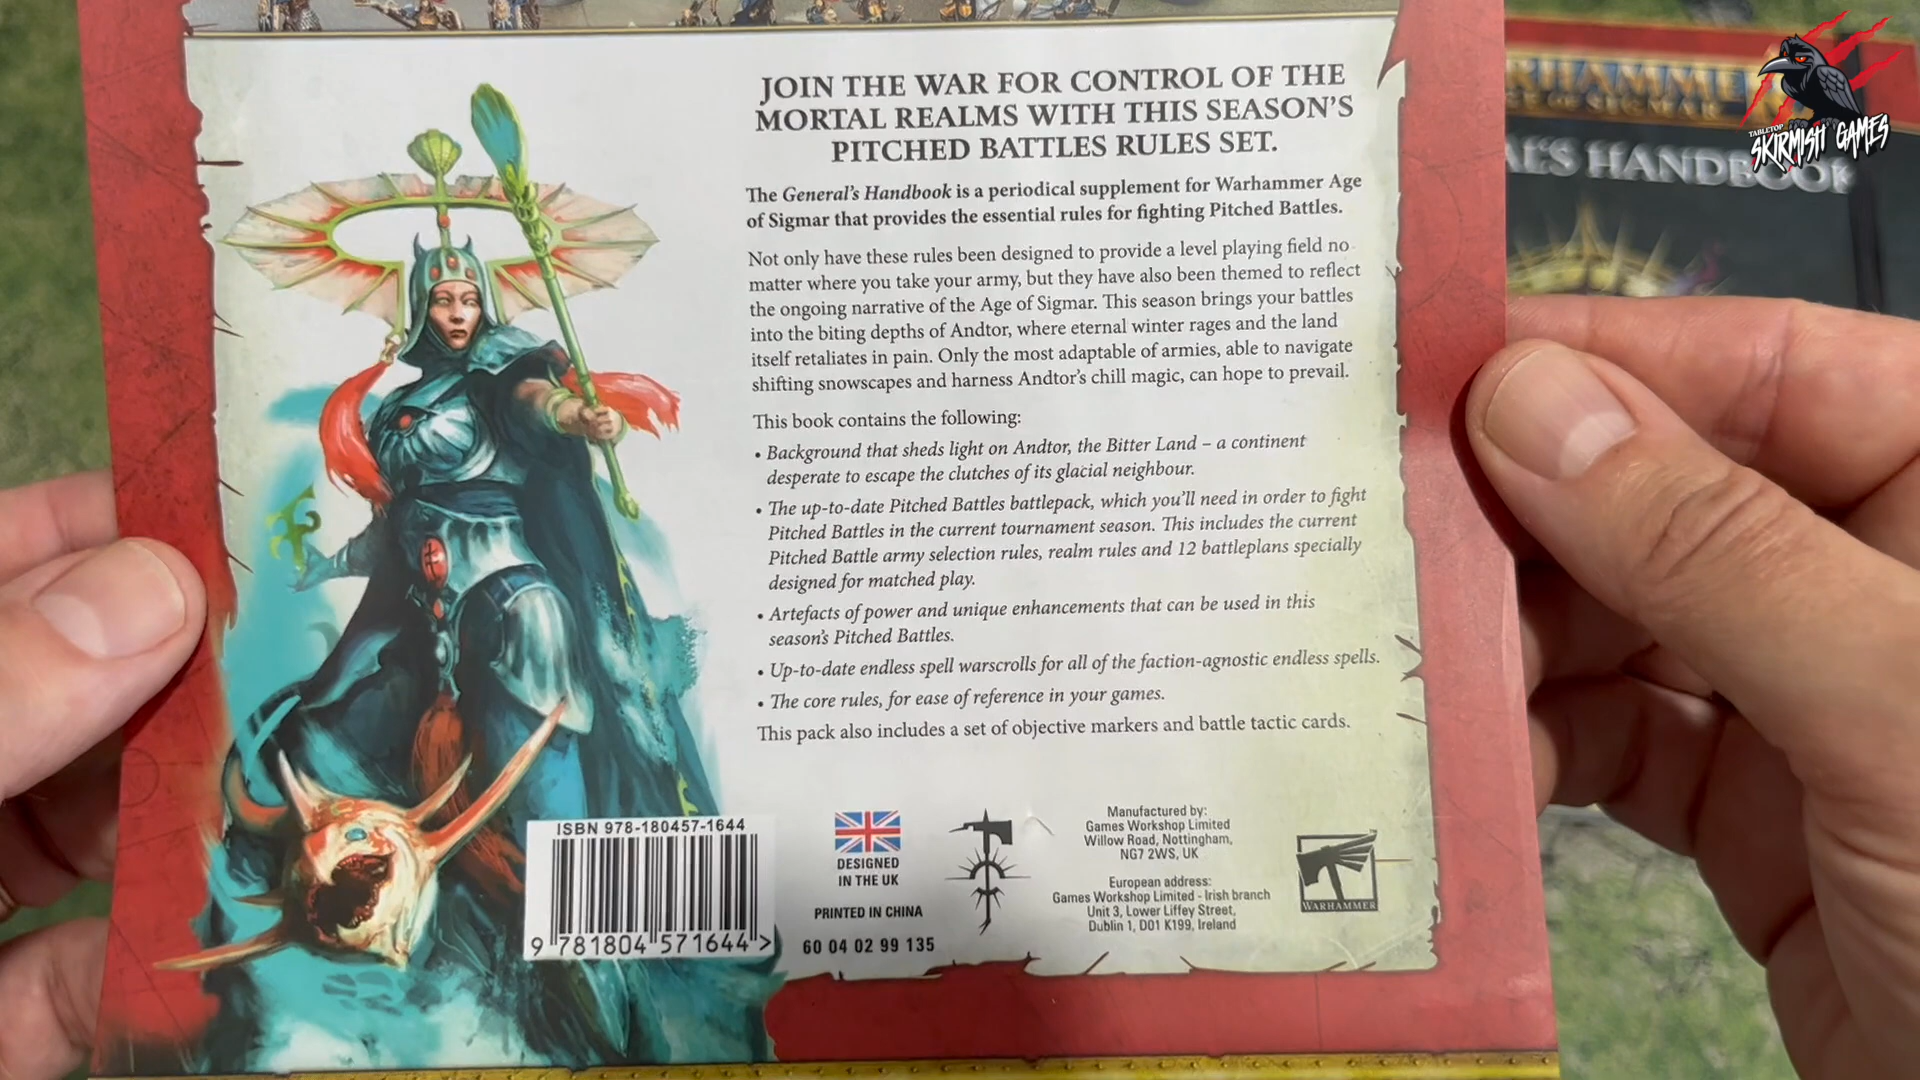 JOIN THE WAR FOR CONTROL OF THE
MORTAL REALMS WITH THIS SEASON'S
PITCHED BATTLES RULES SET.
The General's Handbook is a periodical supplement for Warhammer Age
of Sigmar that provides the essential rules for fighting Pitched Battles.
Not only have these rules been designed to provide a level playing field no
matter where you take your army, but they have also been themed to reflect
the ongoing narrative of the Age of Sigmar. This season brings your battles
into the biting depths of Andtor, where eternal winter rages and the land
itself retaliates in pain. Only the most adaptable of armies, able to navigate
shifting snowscapes and harness Andtor's chill magic, can hope to prevail.
This book contains the following:
• Background that sheds light on Andtor, the Bitter Land – a continent
desperate to escape the clutches of its glacial neighbour.
• The up-to-date Pitched Battles battlepack, which you'll need in order to fight
Pitched Battles in the current tournament season. This includes the current
Pitched Battle army selection rules, realm rules and 12 battleplans specially
designed for matched play.
• Artefacts of power and unique enhancements that can be used in this
season's Pitched Battles.
• Up-to-date endless spell warscrolls for all of the faction-agnostic endless spells.
• The core rules, for ease of reference in your games.
This pack also includes a set of objective markers and battle tactic cards.
ISBN 978-180457-1644
9 781804 571644 >
DESIGNED
IN THE UK
PRINTED IN CHINA
60 04 02 99 135
Manufactured by:
Games Workshop Limited
Willow Road, Nottingham,
NG7 2WS, UK
European address:
Games Workshop Limited - Irish branch
Unit 3, Lower Liffey Street,
Dublin 1, D01 K199, Ireland
WARHAMMER
TABLETOP
SKIRMISH GAMES
HANDBOOK